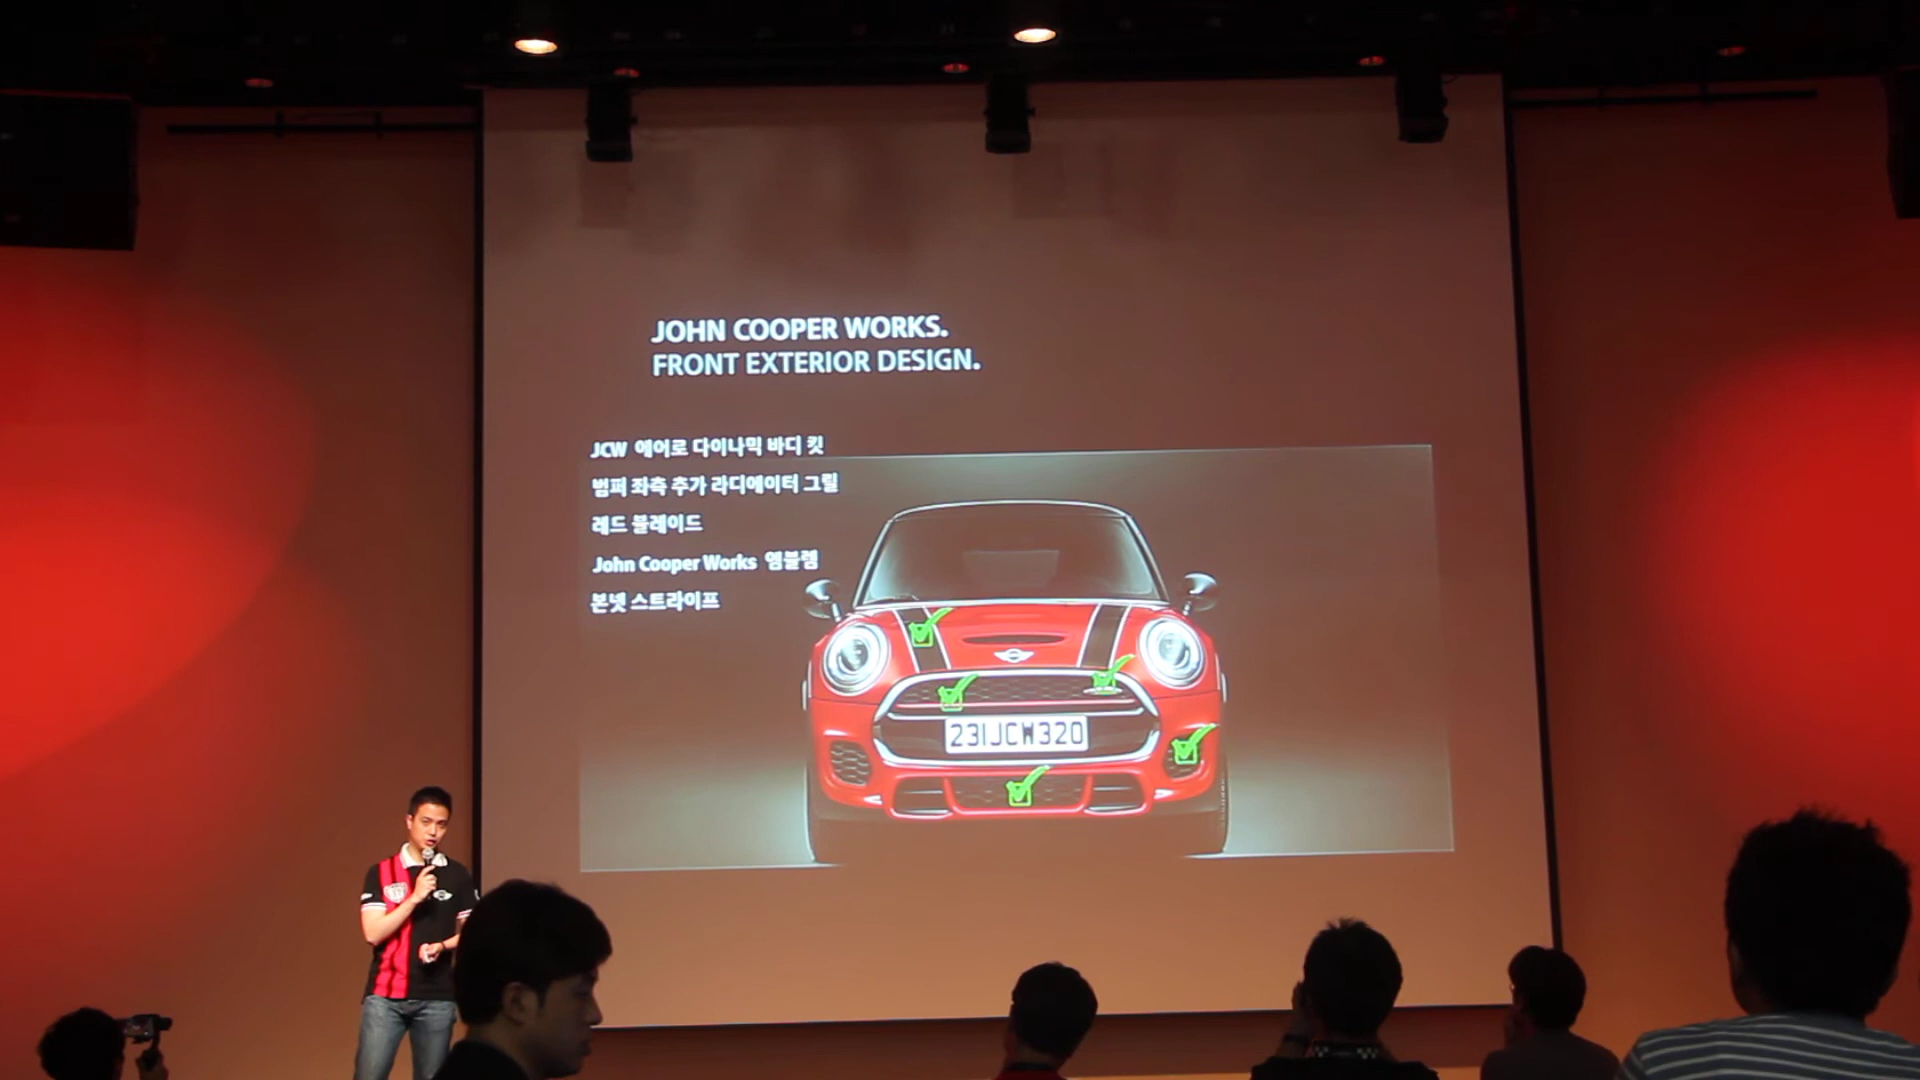 JOHN COOPER WORKS.
FRONT EXTERIOR DESIGN.
JCW 에어로 다이나믹 바디 킷
범퍼 좌측 추가 라디에이터 그릴
레드 블레이드
John Cooper Works 엠블렘
본넷 스트라이프
231JCW320